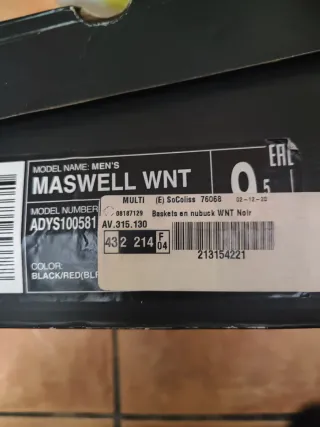 MODEL NAME: MEN'S
MASWELL WNT
EAC
9.5
MODEL NUMBER
ADYS100581
COLOR:
BLACK/RED(BL
MULTI (E) SoColiss 76068 02-12-20
08187129 Baskets en nubuck WNT Noir
AV.315.130
43 2 214 F 04
213154221